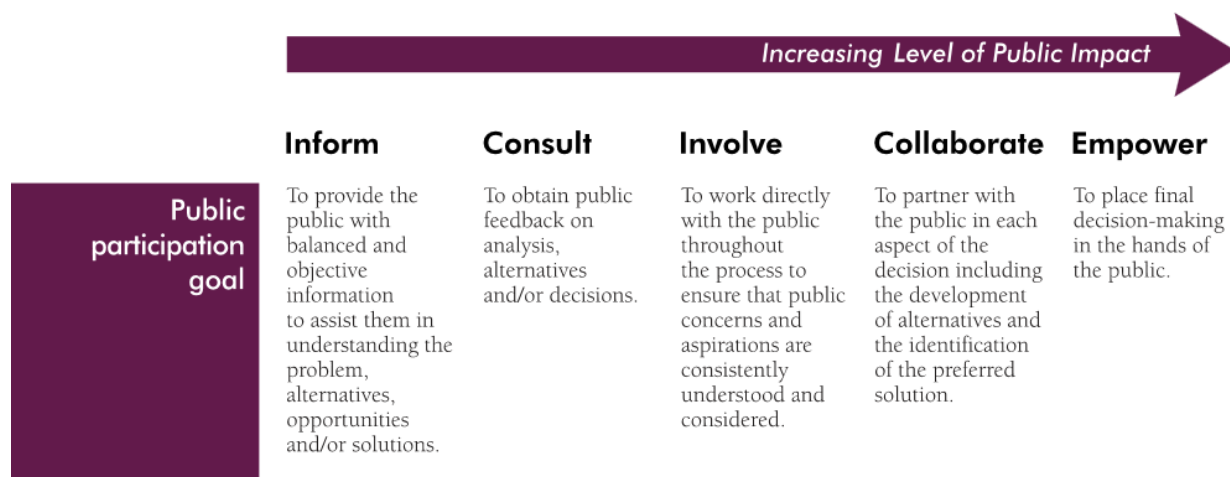 Increasing Level of Public Impact
Inform
Consult
Involve
Collaborate
Empower
Public
participation
goal
To provide the
public with
balanced and
objective
information
to assist them in
understanding the
problem,
alternatives,
opportunities
and/or solutions.
To obtain public
feedback on
analysis,
alternatives
and/or decisions.
To work directly
with the public
throughout
the process to
ensure that public
concerns and
aspirations are
consistently
understood and
considered.
To partner with
the public in each
aspect of the
decision including
the development
of alternatives and
the identification
of the preferred
solution.
To place final
decision-making
in the hands of
the public.